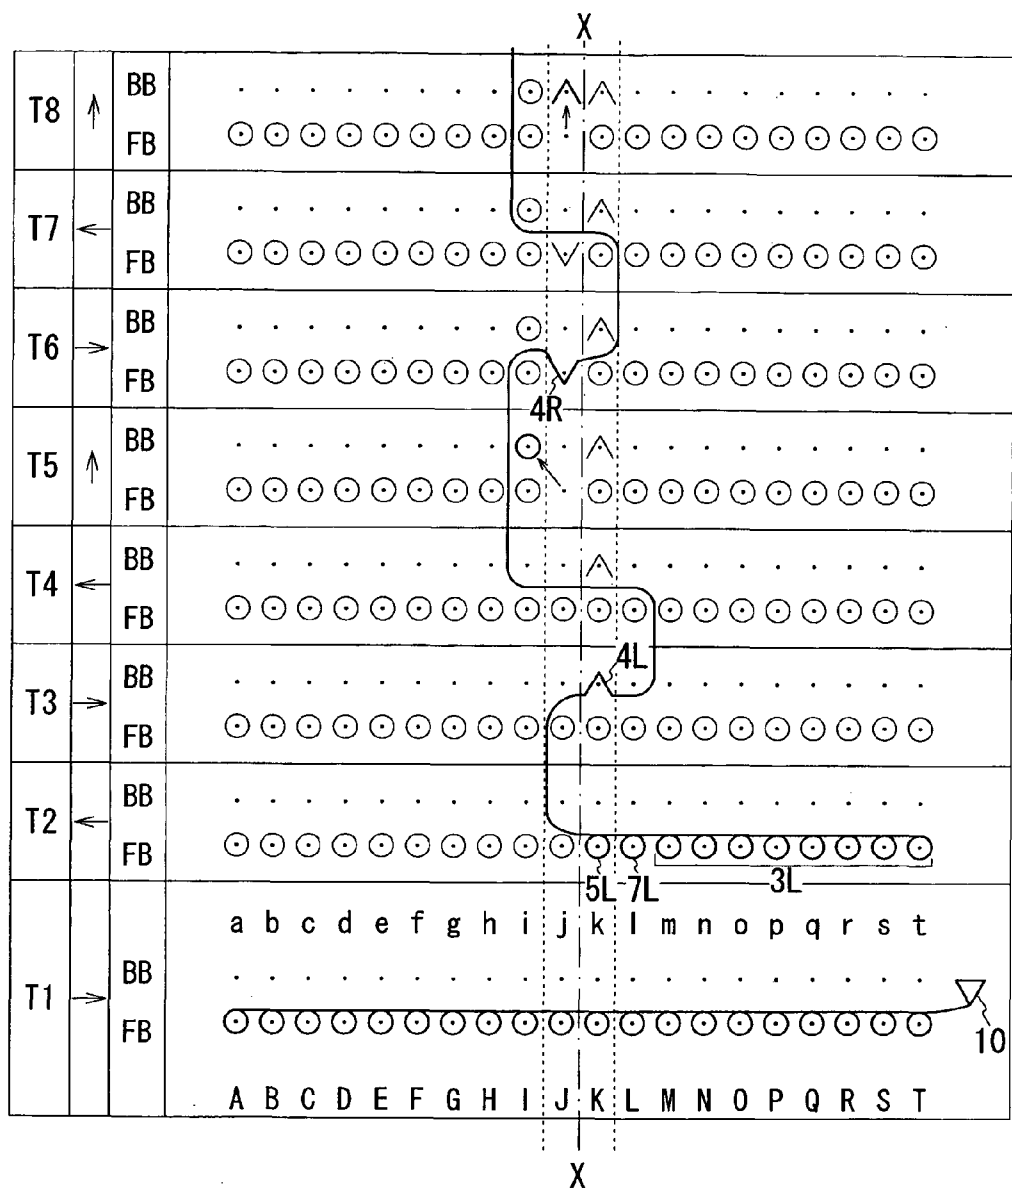 X
T8 BB
FB
T7 BB
FB
T6 BB
FB
4R
T5 BB
FB
T4 BB
FB
4L
T3 BB
FB
T2 BB
FB
5L 7L 3L
a b c d e f g h i j k l m n o p q r s t
T1 BB
FB
10
A B C D E F G H I J K L M N O P Q R S T
X